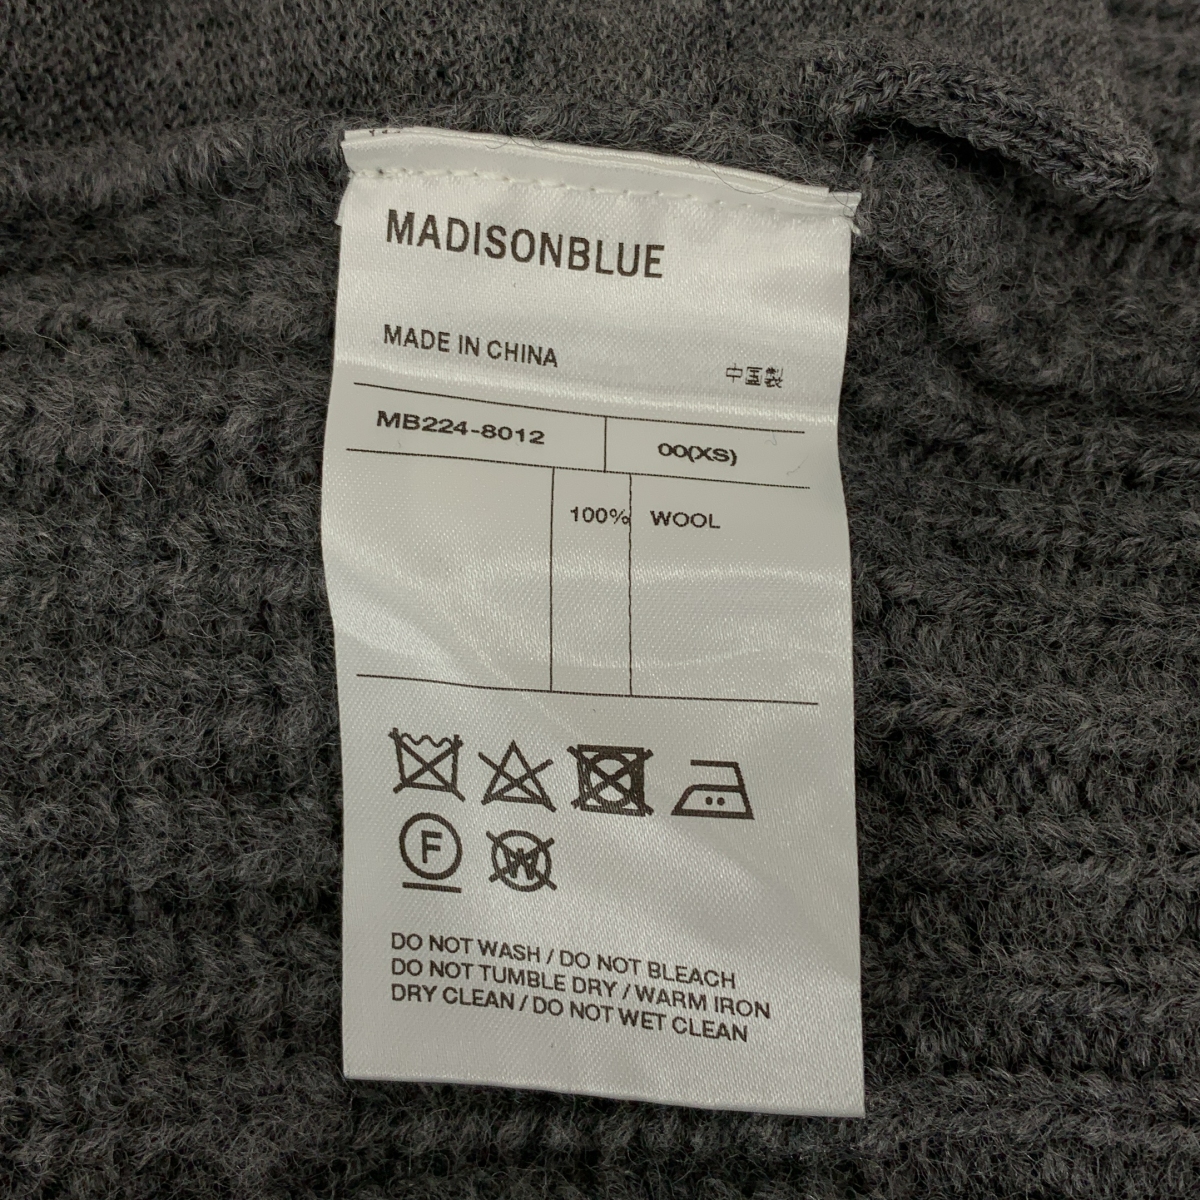 MADISONBLUE
MADE IN CHINA 中国製
MB224-8012 00(XS)
100% WOOL
F W
DO NOT WASH / DO NOT BLEACH
DO NOT TUMBLE DRY / WARM IRON
DRY CLEAN / DO NOT WET CLEAN